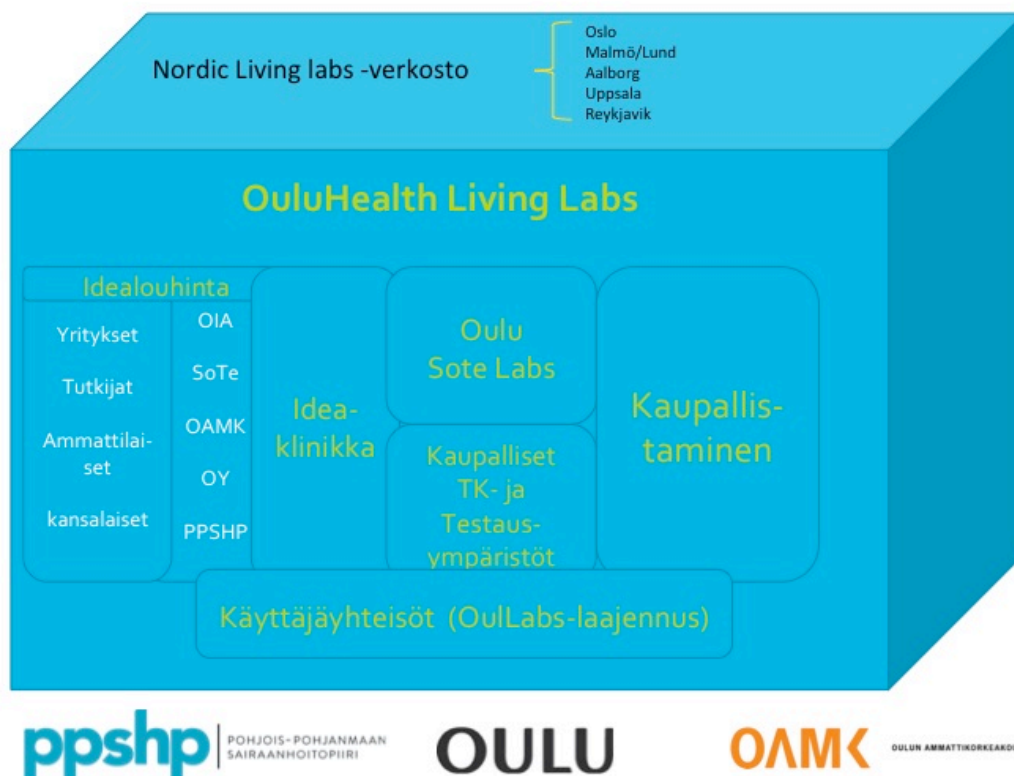 Nordic Living labs -verkosto
Oslo
Malmö/Lund
Aalborg
Uppsala
Reykjavik
OuluHealth Living Labs
Idealouhinta
Yritykset
Tutkijat
Ammattilai-
set
kansalaiset
OIA
SoTe
OAMK
OY
PPSHP
Idea-
klinikka
Oulu
Sote Labs
Kaupalliset
TK- ja
Testaus-
ympäristöt
Kaupallis-
taminen
Käyttäjäyhteisöt (OulLabs-laajennus)
ppshp
POHJOIS-POHJANMAAN
SAIRAANHOITOPIIRI
OULU
OAMK
OULUN AMMATTIKORKEAKO